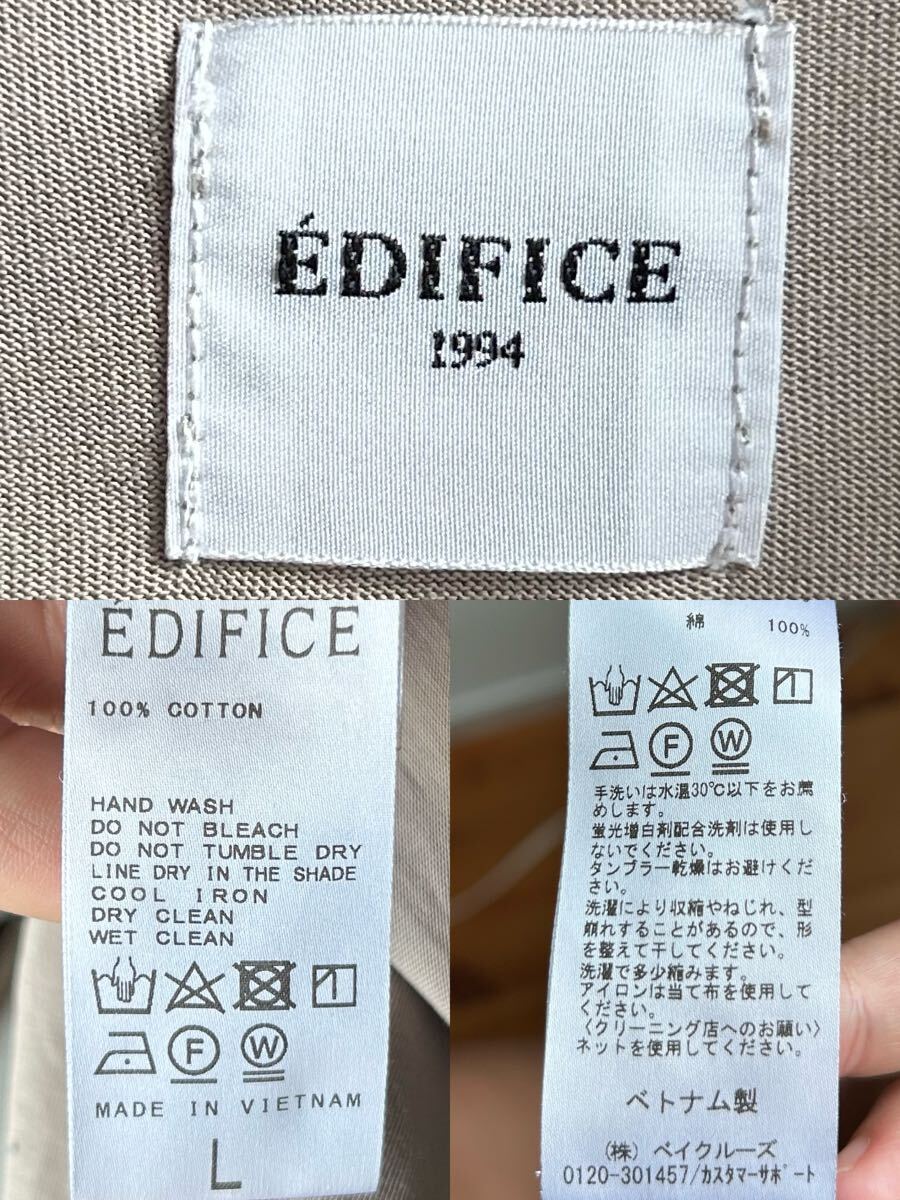 ÉDIFICE
1994
ÉDIFICE
100% COTTON
HAND WASH
DO NOT BLEACH
DO NOT TUMBLE DRY
LINE DRY IN THE SHADE
COOL IRON
DRY CLEAN
WET CLEAN
F W
MADE IN VIETNAM
L
綿 100%
F W
手洗いは水温30℃以下をお薦
めします。
蛍光増白剤配合洗剤は使用し
ないでください。
タンブラー乾燥はお避けくだ
さい。
洗濯により収縮やねじれ、型
崩れすることがあるので、形
を整えて干してください。
洗濯で多少縮みます。
アイロンは当て布を使用して
ください。
〈クリーニング店へのお願い〉
ネットを使用してください。
ベトナム製
（株）ベイクルーズ
0120-301457/カスタマーサポート